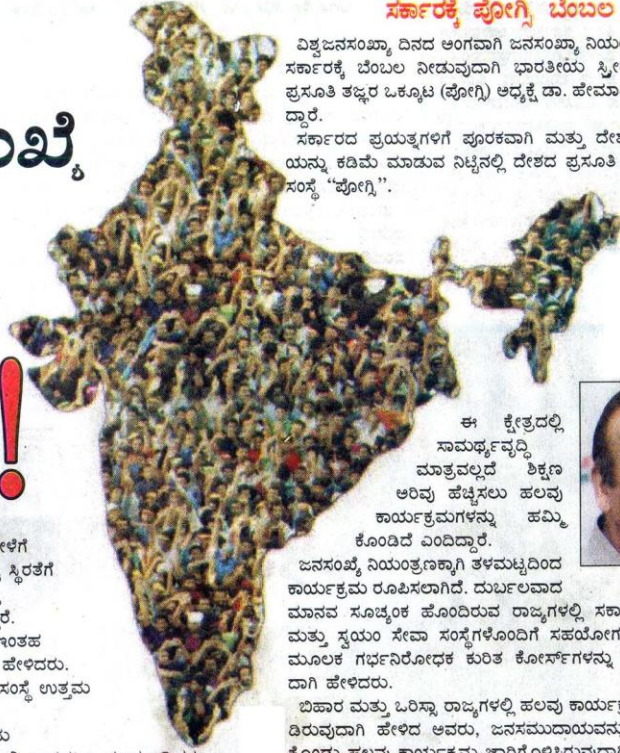 ಸರ್ಕಾರಕ್ಕೆ ಪೋಗ್ಸಿ ಬೆಂಬಲ
ವಿಶ್ವಜನಸಂಖ್ಯಾ ದಿನದ ಅಂಗವಾಗಿ ಜನಸಂಖ್ಯಾ
ಸರ್ಕಾರಕ್ಕೆ ಬೆಂಬಲ ನೀಡುವುದಾಗಿ ಭಾರತೀಯ
ಪ್ರಸೂತಿ ತಜ್ಞರ ಒಕ್ಕೂಟ (ಪೋಗ್ಸಿ) ಅಧ್ಯಕ್ಷೆ ಡಾ.
ದ್ದಾರೆ.
ಸರ್ಕಾರದ ಪ್ರಯತ್ನಗಳಿಗೆ ಪೂರಕವಾಗಿ ಮತ್ತು
ಯನ್ನು ಕಡಿಮೆ ಮಾಡುವ ನಿಟ್ಟಿನಲ್ಲಿ ದೇಶದ ಪ್ರಸೂತಿ
ಸಂಸ್ಥೆ “ಪೋಗ್ಸಿ”.
ಈ ಕ್ಷೇತ್ರದಲ್ಲಿ
ಸಾಮರ್ಥ್ಯವೃದ್ಧಿ
ಮಾತ್ರವಲ್ಲದೆ ಶಿಕ್ಷಣ
ಅರಿವು ಹೆಚ್ಚಿಸಲು ಹಲವು
ಕಾರ್ಯಕ್ರಮಗಳನ್ನು ಹಮ್ಮಿ
ಕೊಂಡಿದೆ ಎಂದಿದ್ದಾರೆ.
ಜನಸಂಖ್ಯೆ ನಿಯಂತ್ರಣಕ್ಕಾಗಿ ತಳಮಟ್ಟದಿಂದ
ಕಾರ್ಯಕ್ರಮ ರೂಪಿಸಲಾಗಿದೆ. ದುರ್ಬಲವಾದ
ಮಾನವ ಸೂಚ್ಯಂಕ ಹೊಂದಿರುವ ರಾಜ್ಯಗಳಲ್ಲಿ
ಮತ್ತು ಸ್ವಯಂ ಸೇವಾ ಸಂಸ್ಥೆಗಳೊಂದಿಗೆ
ಮೂಲಕ ಗರ್ಭನಿರೋಧಕ ಕುರಿತ ಕೋರ್ಸ್‌ಗಳನ್ನು
ದಾಗಿ ಹೇಳಿದರು.
ಬಿಹಾರ ಮತ್ತು ಒರಿಸ್ಸಾ ರಾಜ್ಯಗಳಲ್ಲಿ ಹಲವು
ಡಿರುವುದಾಗಿ ಹೇಳಿದ ಅವರು, ಜನಸಮುದಾಯವನ್ನು
!
ಸ್ಥಿರತೆಗೆ
ಇಂತಹ
ಹೇಳಿದರು.
ಸಂಸ್ಥೆ ಉತ್ತಮ